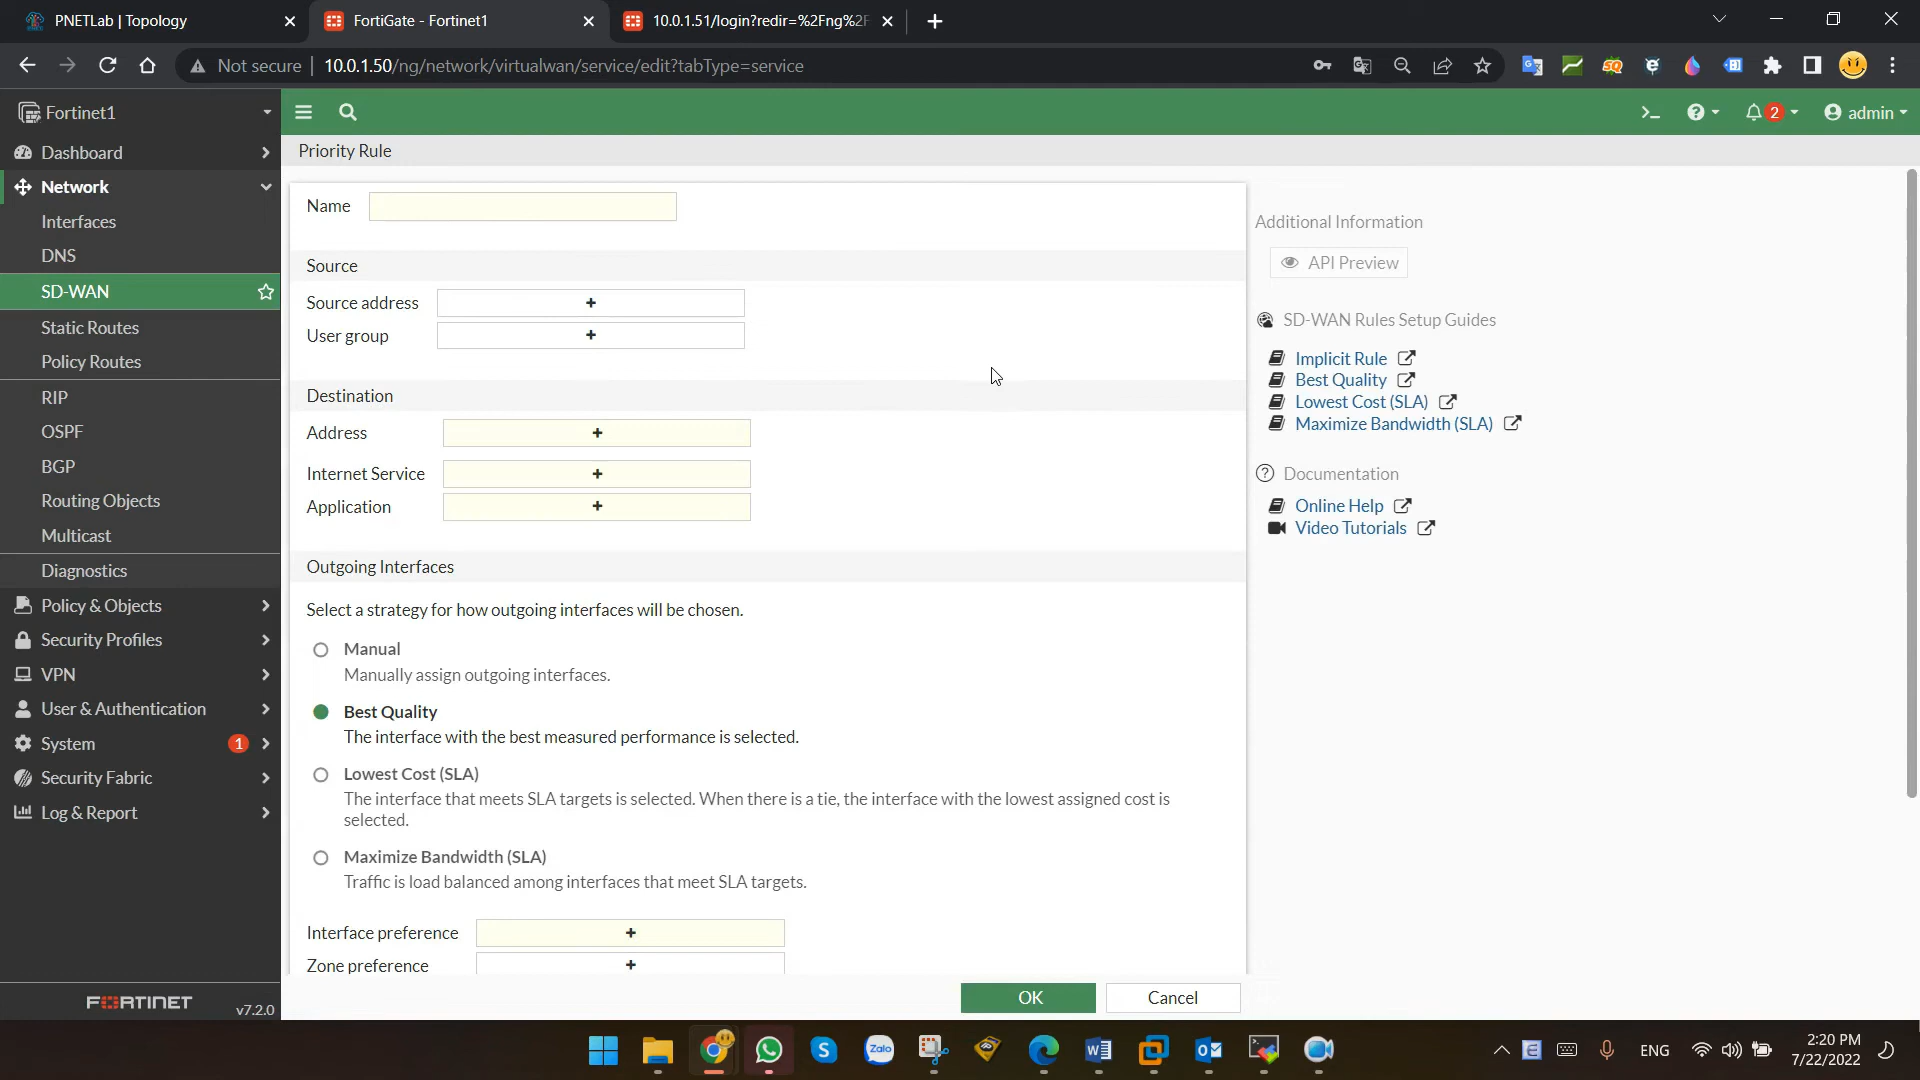 PNETLab | Topology
FortiGate - Fortinet1
10.0.1.51/login?redir=%2Fng%2F
Not secure
10.0.1.50/ng/network/virtualwan/service/edit?tabType=service
Fortinet1
2
admin
Dashboard
Priority Rule
Network
Name
Interfaces
Additional Information
DNS
API Preview
Source
SD-WAN
Source address
SD-WAN Rules Setup Guides
Static Routes
User group
Implicit Rule
Policy Routes
Best Quality
Destination
RIP
Lowest Cost (SLA)
Maximize Bandwidth (SLA)
OSPF
Address
BGP
Internet Service
Documentation
Routing Objects
Application
Online Help
Multicast
Video Tutorials
Diagnostics
Outgoing Interfaces
Policy & Objects
Select a strategy for how outgoing interfaces will be chosen.
Security Profiles
Manual
VPN
Manually assign outgoing interfaces.
User & Authentication
Best Quality
System
1
The interface with the best measured performance is selected.
Security Fabric
Lowest Cost (SLA)
Log & Report
The interface that meets SLA targets is selected. When there is a tie, the interface with the lowest assigned cost is
selected.
Maximize Bandwidth (SLA)
Traffic is load balanced among interfaces that meet SLA targets.
Interface preference
Zone preference
FORTINET
v7.2.0
OK
Cancel
Zalo
ENG
2:20 PM
7/22/2022